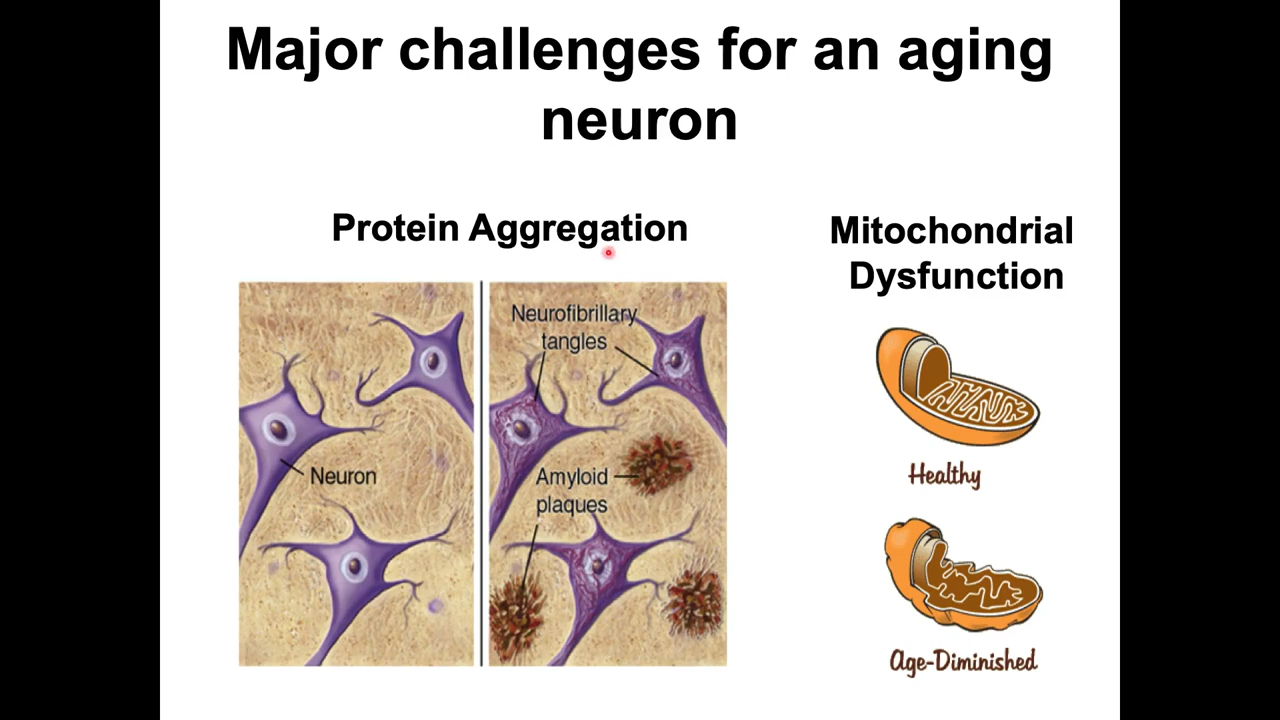 Major challenges for an aging
neuron
Protein Aggregation
Neuron
Neurofibrillary
tangles
Amyloid
plaques
Mitochondrial
Dysfunction
Healthy
Age-Diminished